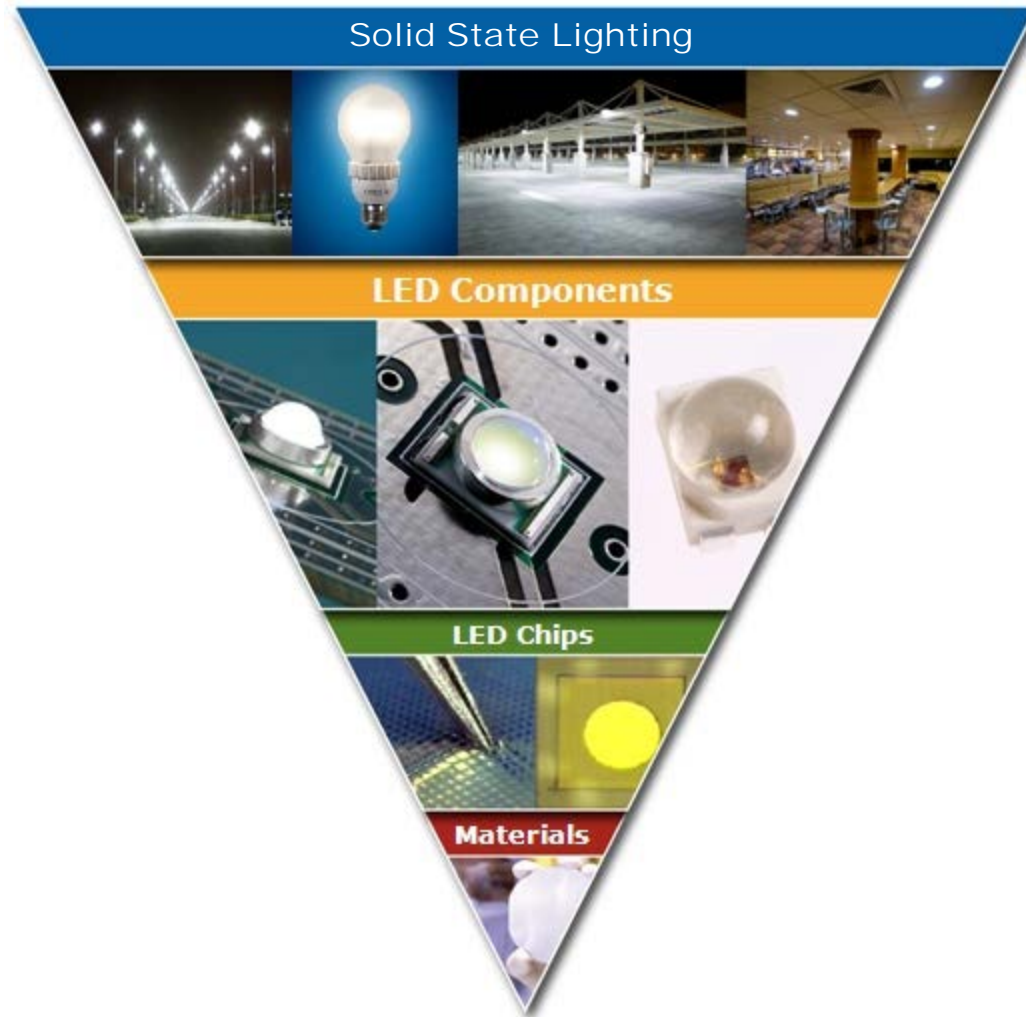 Solid State Lighting
LED Components
LED Chips
Materials